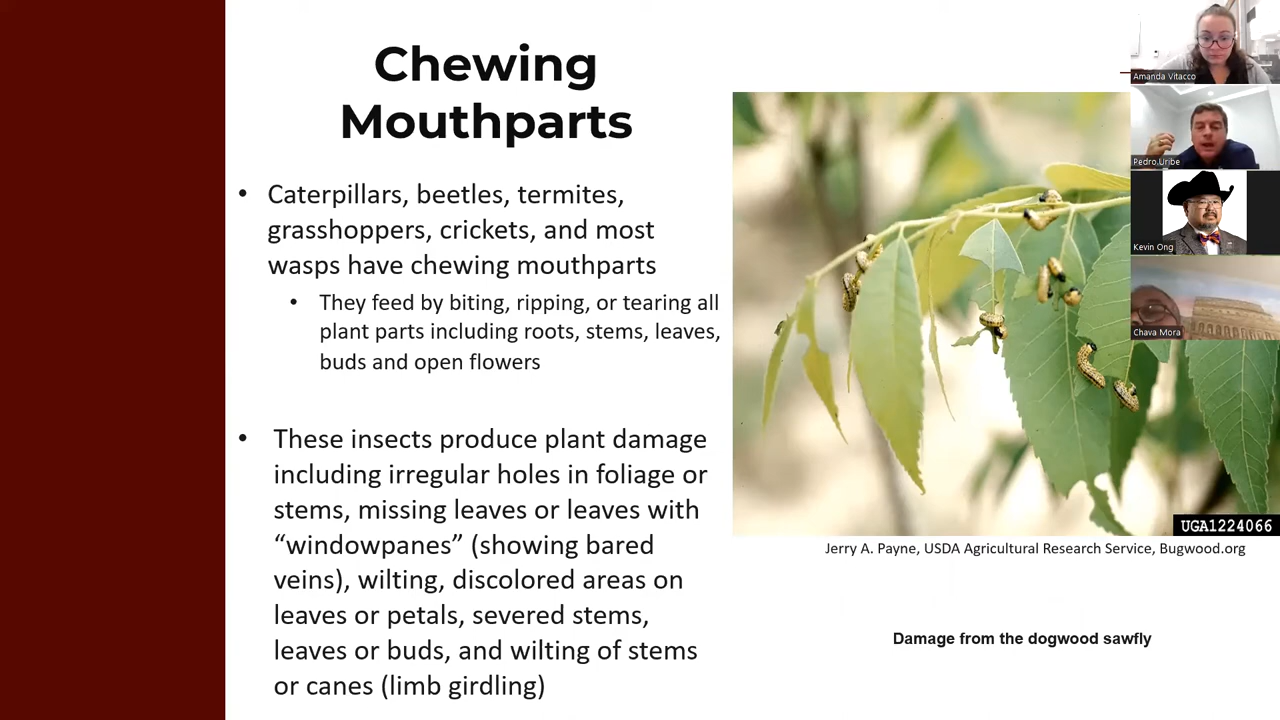 Chewing
Mouthparts
• Caterpillars, beetles, termites,
grasshoppers, crickets, and most
wasps have chewing mouthparts
• They feed by biting, ripping, or tearing all
plant parts including roots, stems, leaves,
buds and open flowers
• These insects produce plant damage
including irregular holes in foliage or
stems, missing leaves or leaves with
“windowpanes” (showing bared
veins), wilting, discolored areas on
leaves or petals, severed stems,
leaves or buds, and wilting of stems
or canes (limb girdling)
UGA1224066
Jerry A. Payne, USDA Agricultural Research Service, Bugwood.org
Damage from the dogwood sawfly
Amanda Vitacco
Pedro.Uribe
Kevin Ong
Chava Mora